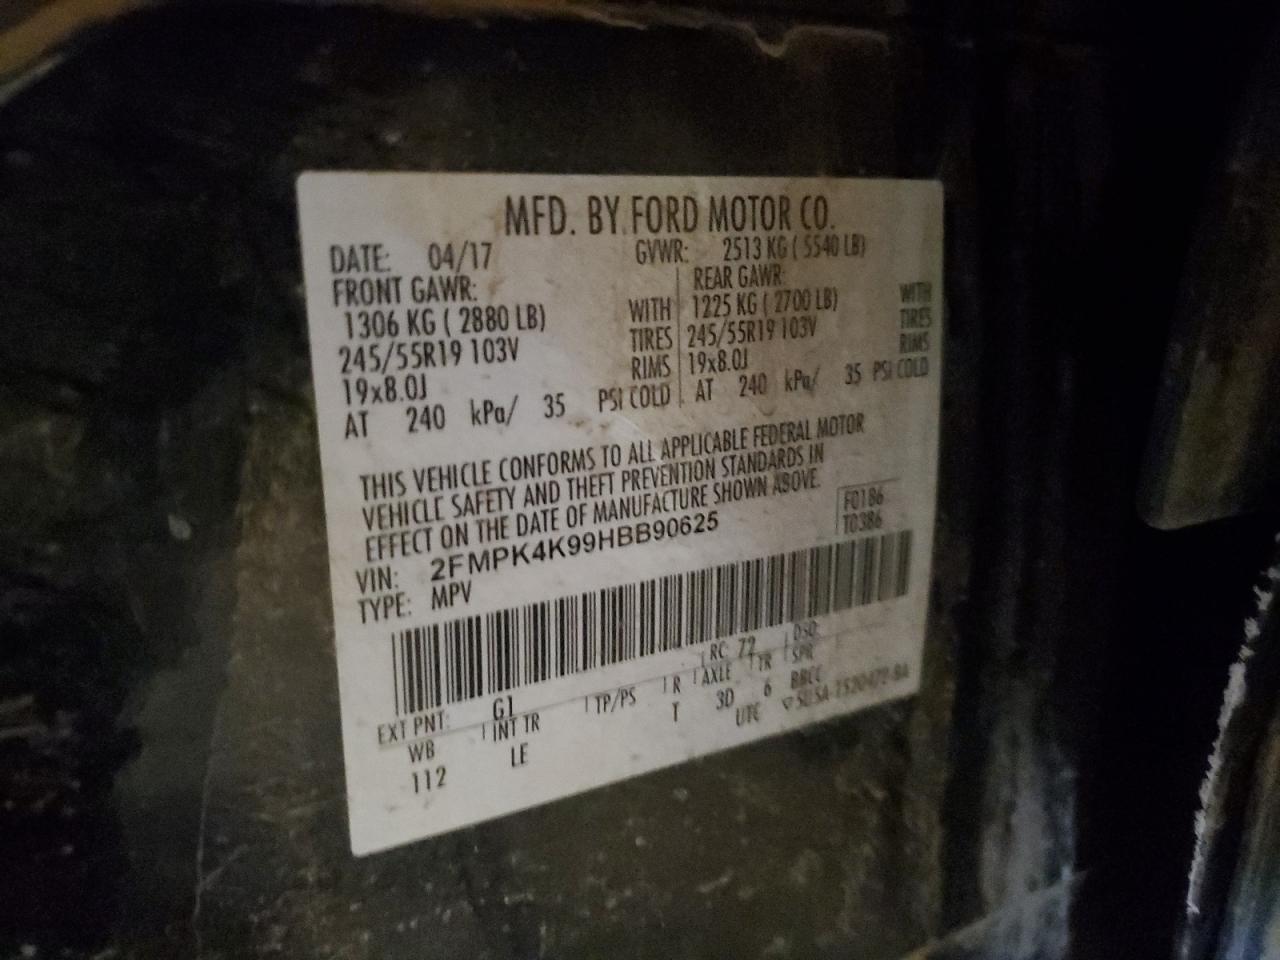 MFD. BY FORD MOTOR CO.
DATE: 04/17 GVWR: 2513 KG ( 5540 LB)
FRONT GAWR: REAR GAWR:
1306 KG ( 2880 LB) WITH 1225 KG ( 2700 LB) WITH
245/55R19 103V TIRES 245/55R19 103V TIRES
19x8.0J RIMS 19x8.0J RIMS
AT 240 kPa/ 35 PSI COLD AT 240 kPa/ 35 PSI COLD
THIS VEHICLE CONFORMS TO ALL APPLICABLE FEDERAL MOTOR
VEHICLE SAFETY AND THEFT PREVENTION STANDARDS IN
EFFECT ON THE DATE OF MANUFACTURE SHOWN ABOVE.
F0186
T0386
VIN: 2FMPK4K99HBB90625
TYPE: MPV
EXT PNT: G1 RC: 72 DSO:
WB INT TR TP/PS R AXLE TR SPR
112 LE T 3D 6 BBCC
UTC